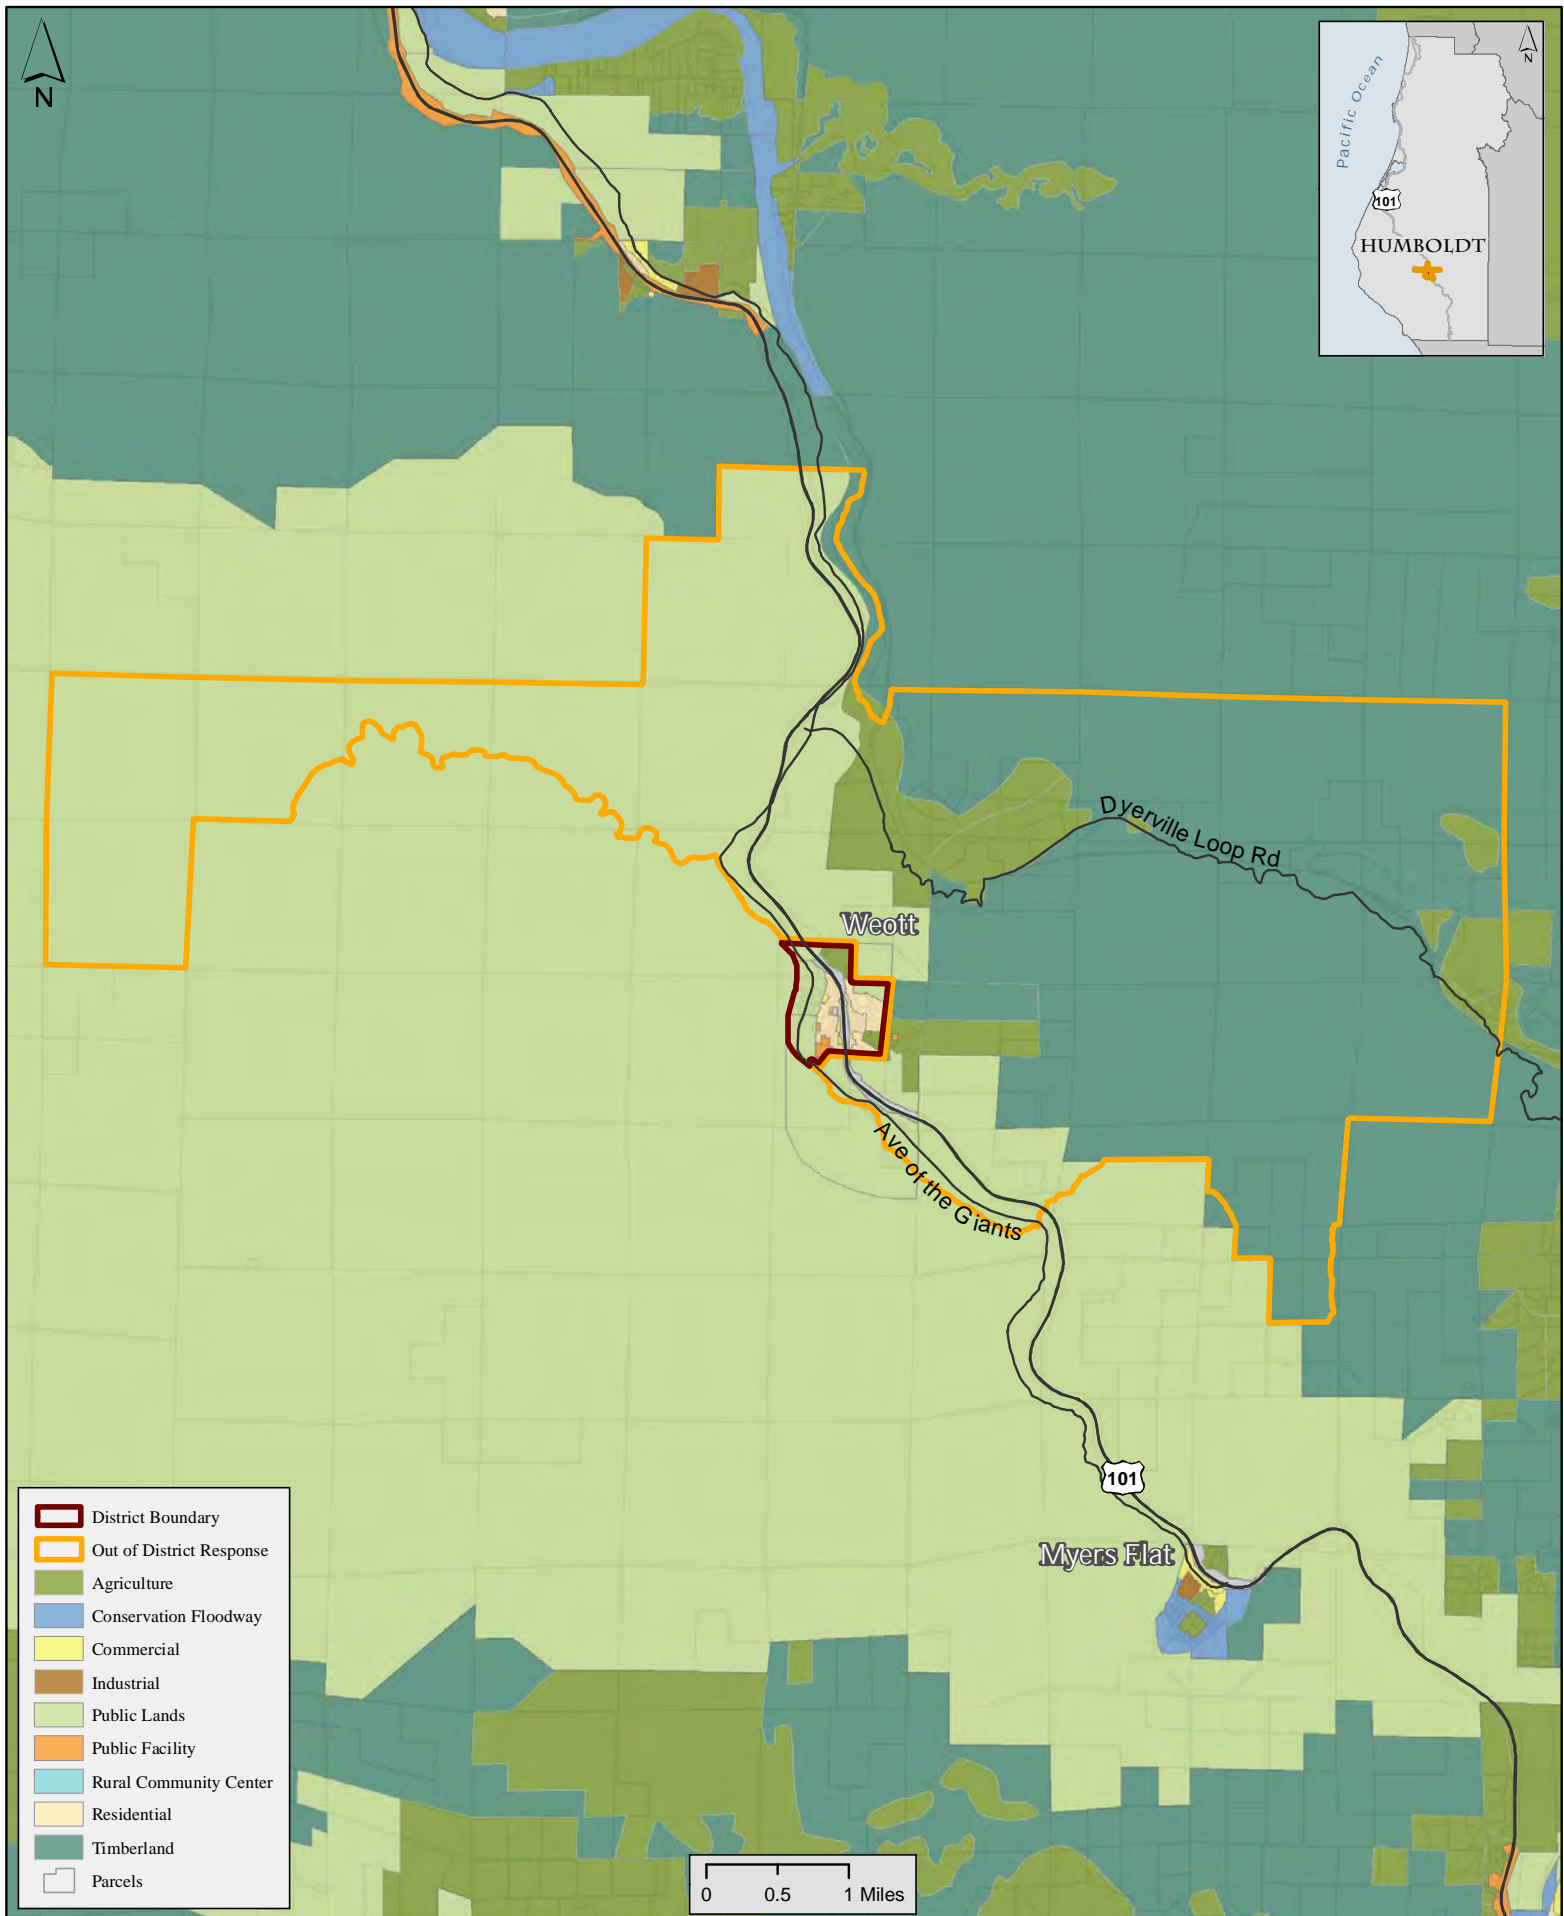 N
N
Pacific Ocean
101
HUMBOLDT
Dyerville Loop Rd
Weott
Ave of the Giants
101
Myers Flat
District Boundary
Out of District Response
Agriculture
Conservation Floodway
Commercial
Industrial
Public Lands
Public Facility
Rural Community Center
Residential
Timberland
Parcels
0 0.5 1 Miles